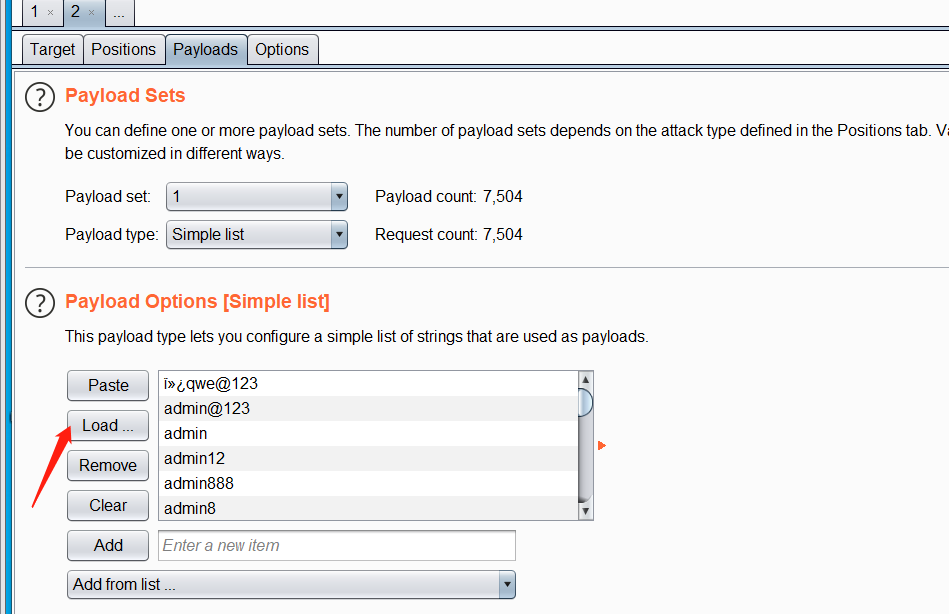 1 × 2 × ...
Target Positions Payloads Options
? Payload Sets
You can define one or more payload sets. The number of payload sets depends on the attack type defined in the Positions tab. Va
be customized in different ways.
Payload set: 1 Payload count: 7,504
Payload type: Simple list Request count: 7,504
? Payload Options [Simple list]
This payload type lets you configure a simple list of strings that are used as payloads.
Paste
Load ...
Remove
Clear
ï»¿qwe@123
admin@123
admin
admin12
admin888
admin8
Add Enter a new item
Add from list ...